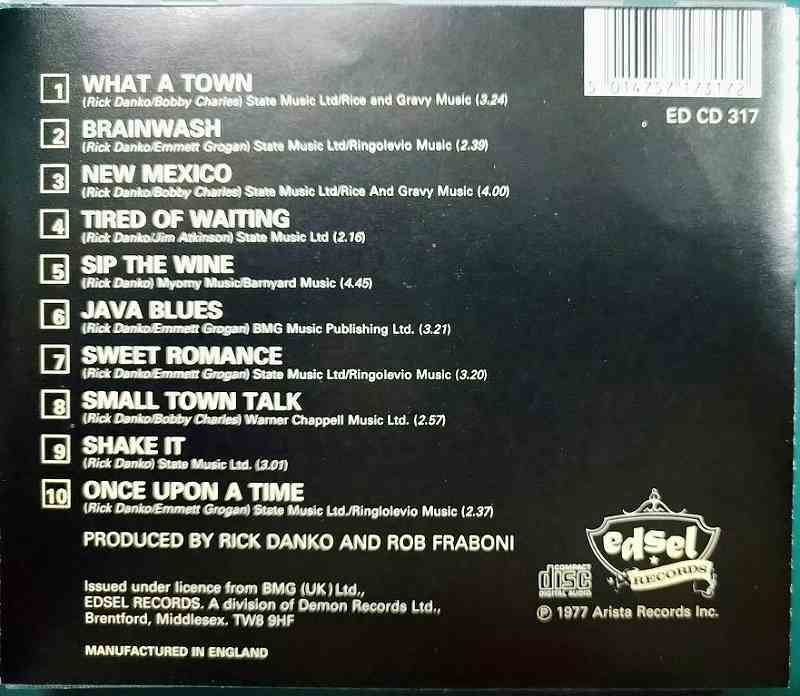 5 014757 173172
ED CD 317
1 WHAT A TOWN
(Rick Danko/Bobby Charles) State Music Ltd/Rice and Gravy Music (3.24)
2 BRAINWASH
(Rick Danko/Emmett Grogan) State Music Ltd/Ringolevio Music (2.39)
3 NEW MEXICO
(Rick Danko/Bobby Charles) State Music Ltd/Rice And Gravy Music (4.00)
4 TIRED OF WAITING
(Rick Danko/Jim Atkinson) State Music Ltd (2.16)
5 SIP THE WINE
(Rick Danko) Myomy Music/Barnyard Music (4.45)
6 JAVA BLUES
(Rick Danko/Emmett Grogan) BMG Music Publishing Ltd. (3.21)
7 SWEET ROMANCE
(Rick Danko/Emmett Grogan) State Music Ltd/Ringolevio Music (3.20)
8 SMALL TOWN TALK
(Rick Danko/Bobby Charles) Warner Chappell Music Ltd. (2.57)
9 SHAKE IT
(Rick Danko) State Music Ltd. (3.01)
10 ONCE UPON A TIME
(Rick Danko/Emmett Grogan) State Music Ltd./Ringlolevio Music (2.37)
PRODUCED BY RICK DANKO AND ROB FRABONI
Issued under licence from BMG (UK) Ltd.,
EDSEL RECORDS. A division of Demon Records Ltd.,
Brentford, Middlesex. TW8 9HF
MANUFACTURED IN ENGLAND
edsel
RECORDS
COMPACT
disc
DIGITAL AUDIO
℗ 1977 Arista Records Inc.